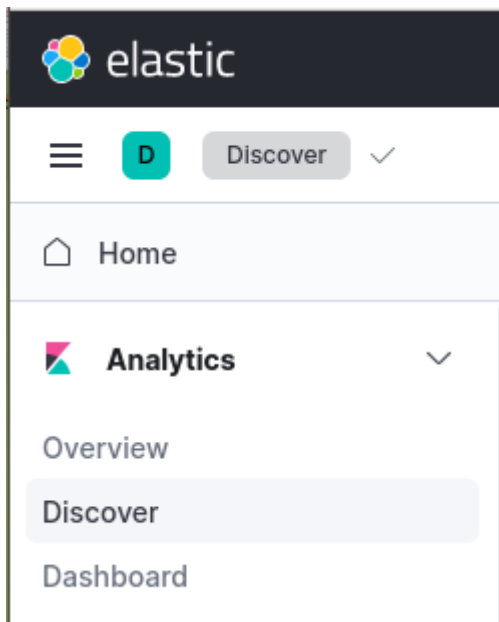 elastic
D Discover
Home
Analytics
Overview
Discover
Dashboard